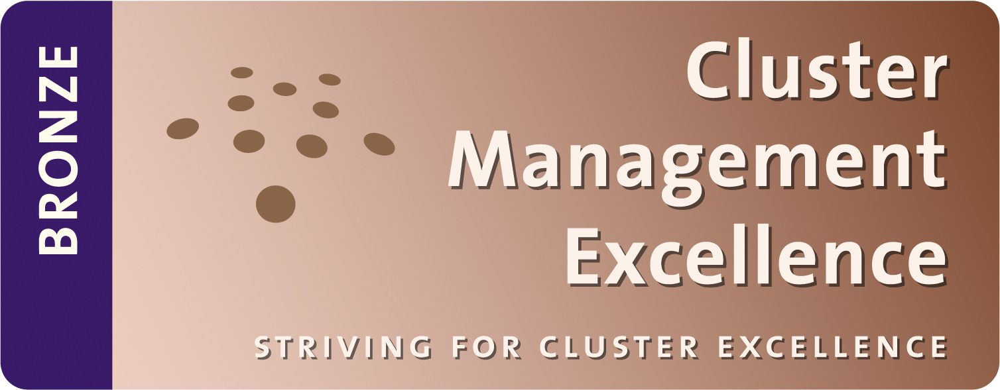 BRONZE
Cluster
Management
Excellence
STRIVING FOR CLUSTER EXCELLENCE